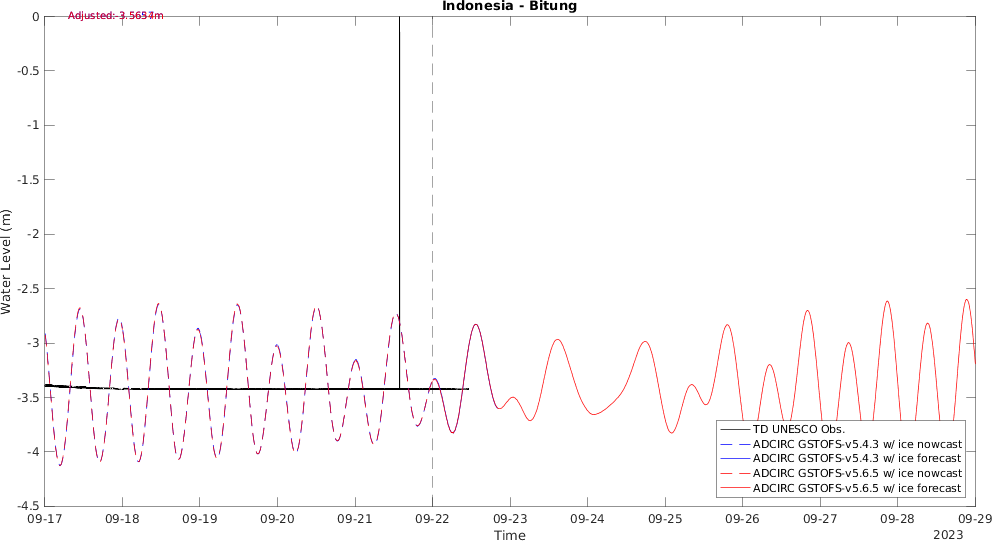 Indonesia - Bitung
Adjusted:-3.5654m
0
-0.5
-1
-1.5
-2
-2.5
-3
-3.5
-4
-4.5
Water Level (m)
09-17 09-18 09-19 09-20 09-21 09-22 09-23 09-24 09-25 09-26 09-27 09-28 09-29
Time
2023
TD UNESCO Obs.
ADCIRC GSTOFS-v5.4.3 w/ ice nowcast
ADCIRC GSTOFS-v5.4.3 w/ ice forecast
ADCIRC GSTOFS-v5.6.5 w/ ice nowcast
ADCIRC GSTOFS-v5.6.5 w/ ice forecast